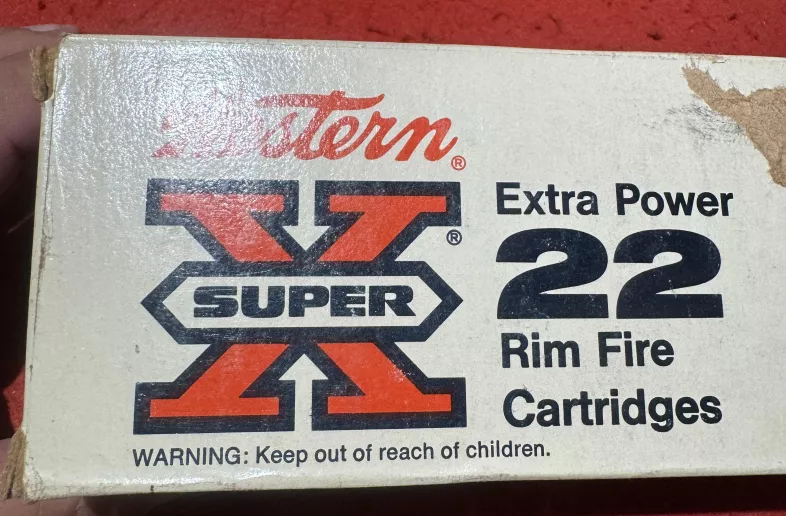 Western®
X®
SUPER
Extra Power
22
Rim Fire
Cartridges
WARNING: Keep out of reach of children.